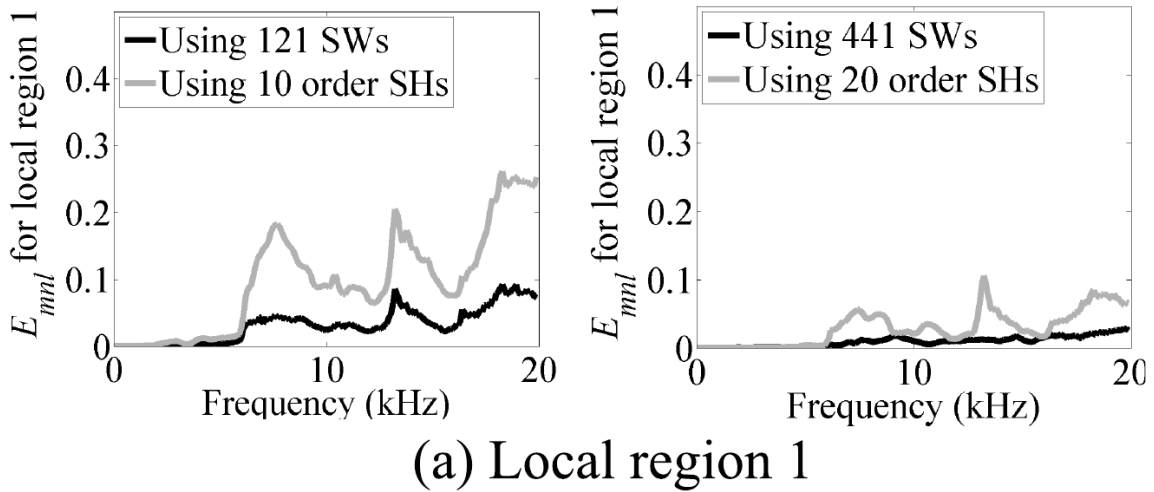 E_mnl for local region 1
0.4
0.3
0.2
0.1
0
Using 121 SWs
Using 10 order SHs
0 10 20
Frequency (kHz)
E_mnl for local region 1
0.4
0.3
0.2
0.1
0
Using 441 SWs
Using 20 order SHs
0 10 20
Frequency (kHz)
(a) Local region 1